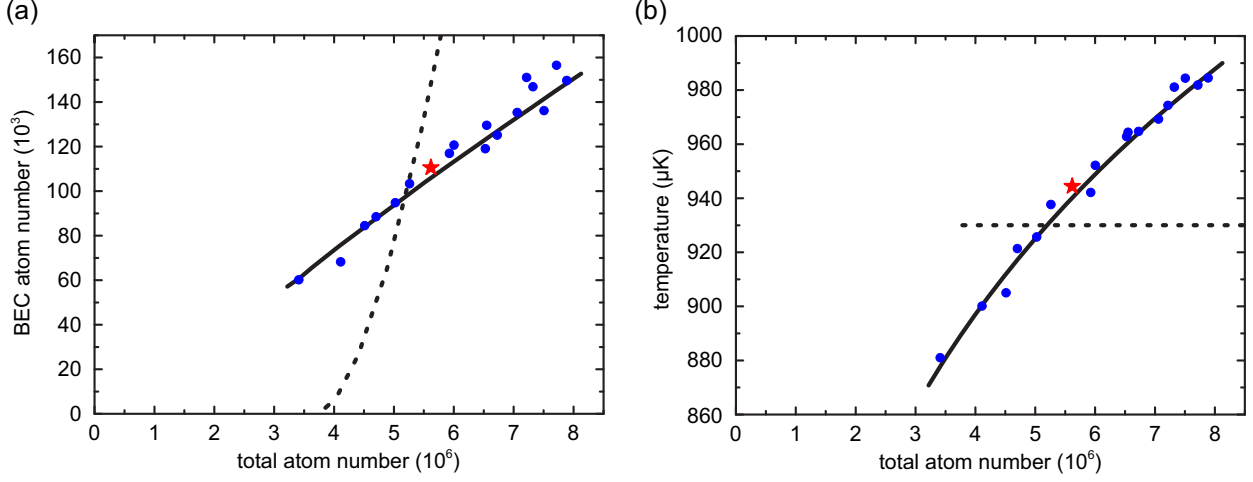 (a)
BEC atom number (10³)
160
140
120
100
80
60
40
20
0
0 1 2 3 4 5 6 7 8
total atom number (10⁶)
(b)
temperature (μK)
1000
980
960
940
920
900
880
860
0 1 2 3 4 5 6 7 8
total atom number (10⁶)